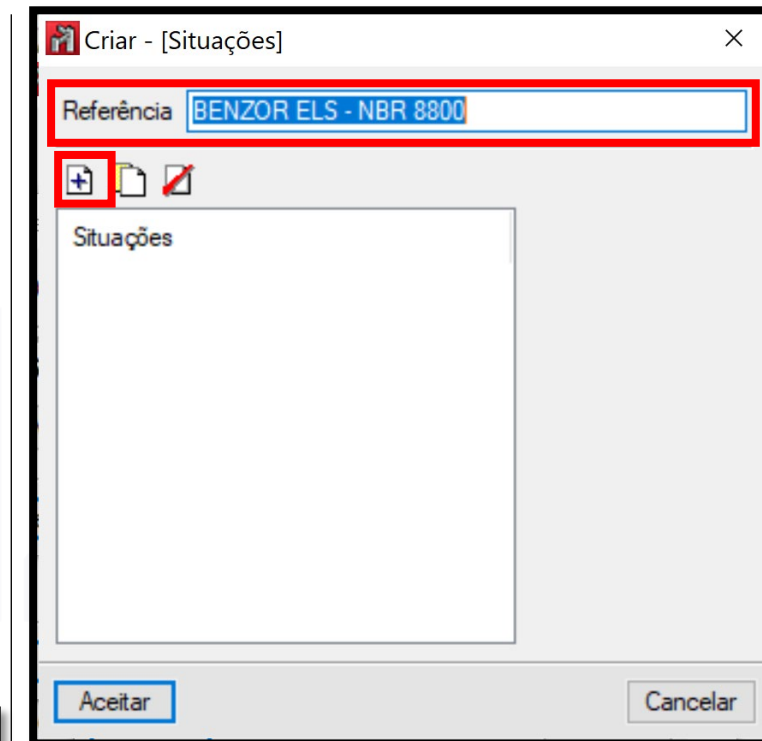 Criar - [Situações]
Referência BENZOR ELS - NBR 8800
Situações
Aceitar Cancelar